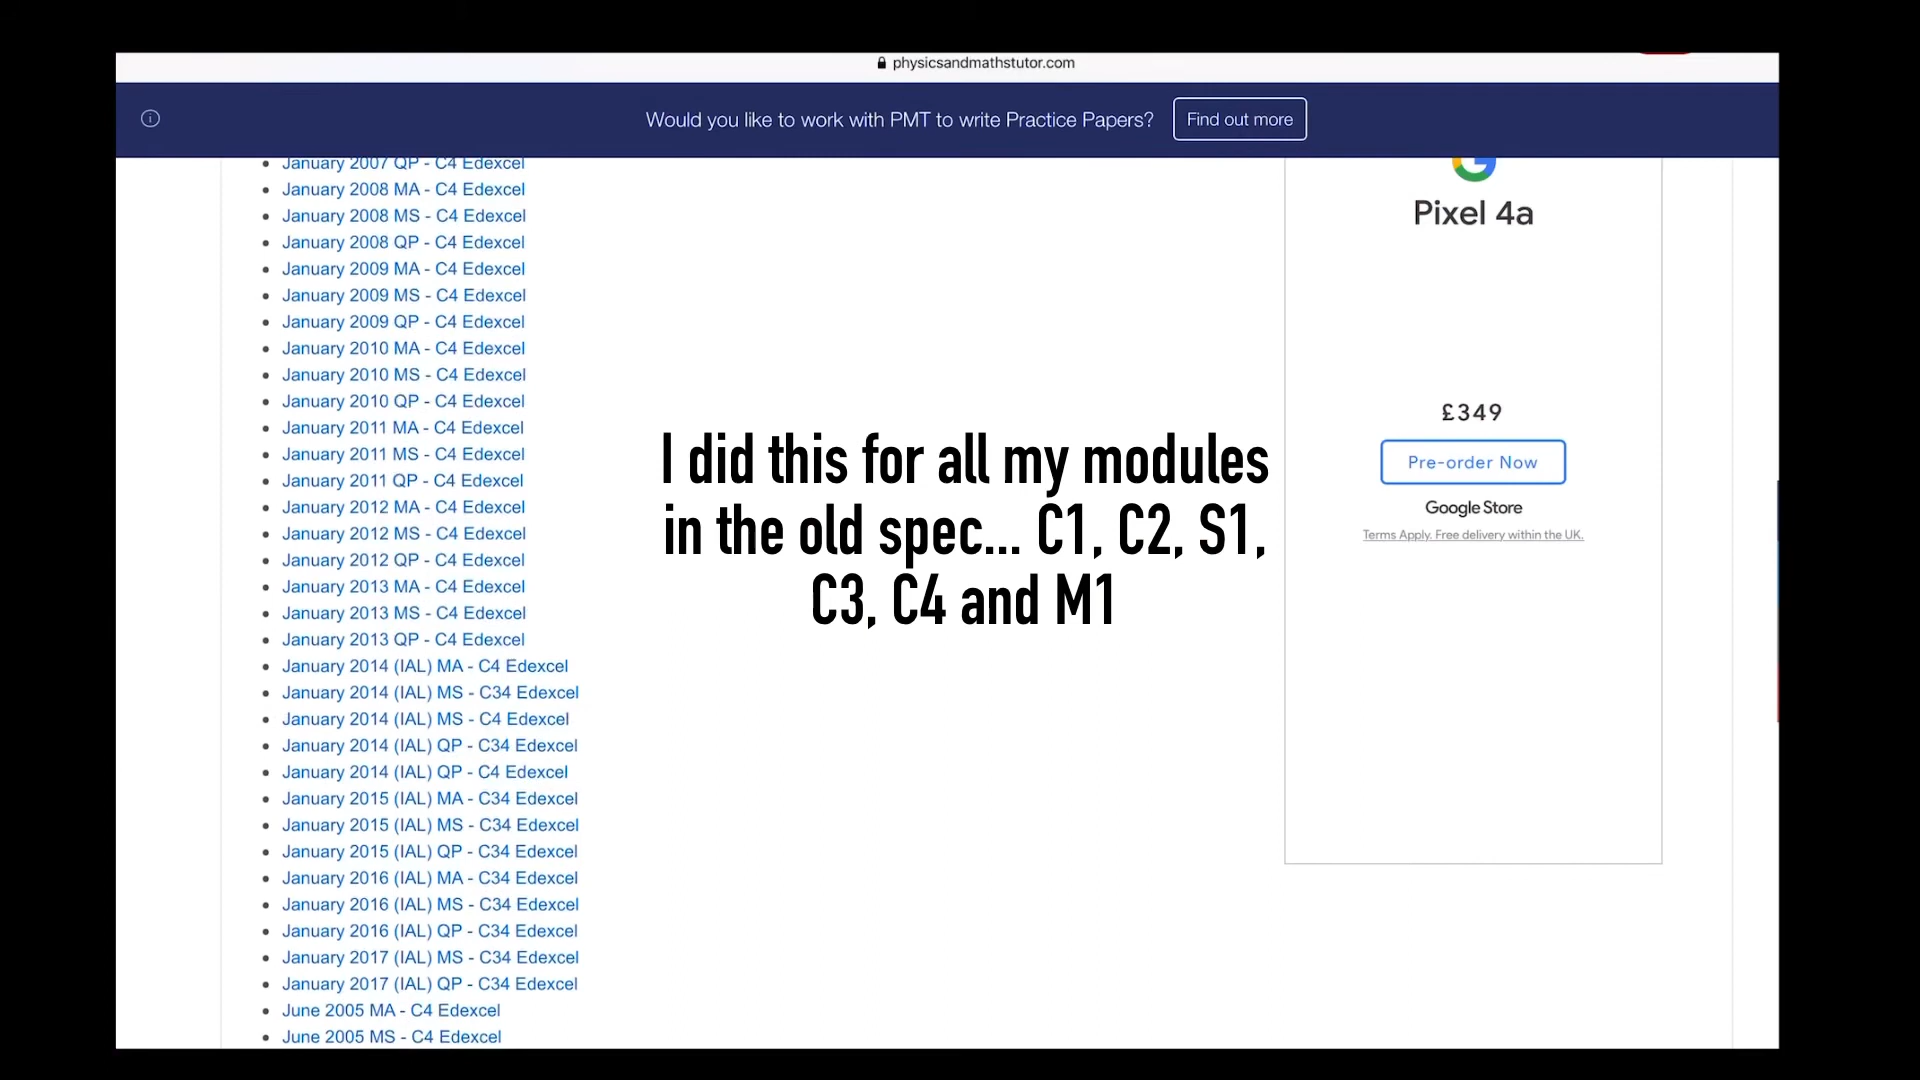 physicsandmathstutor.com
Would you like to work with PMT to write Practice Papers?
Find out more
January 2007 QP - C4 Edexcel
January 2008 MA - C4 Edexcel
January 2008 MS - C4 Edexcel
January 2008 QP - C4 Edexcel
January 2009 MA - C4 Edexcel
January 2009 MS - C4 Edexcel
January 2009 QP - C4 Edexcel
January 2010 MA - C4 Edexcel
January 2010 MS - C4 Edexcel
January 2010 QP - C4 Edexcel
January 2011 MA - C4 Edexcel
January 2011 MS - C4 Edexcel
January 2011 QP - C4 Edexcel
January 2012 MA - C4 Edexcel
January 2012 MS - C4 Edexcel
January 2012 QP - C4 Edexcel
January 2013 MA - C4 Edexcel
January 2013 MS - C4 Edexcel
January 2013 QP - C4 Edexcel
January 2014 (IAL) MA - C4 Edexcel
January 2014 (IAL) MS - C34 Edexcel
January 2014 (IAL) MS - C4 Edexcel
January 2014 (IAL) QP - C34 Edexcel
January 2014 (IAL) QP - C4 Edexcel
January 2015 (IAL) MA - C34 Edexcel
January 2015 (IAL) MS - C34 Edexcel
January 2015 (IAL) QP - C34 Edexcel
January 2016 (IAL) MA - C34 Edexcel
January 2016 (IAL) MS - C34 Edexcel
January 2016 (IAL) QP - C34 Edexcel
January 2017 (IAL) MS - C34 Edexcel
January 2017 (IAL) QP - C34 Edexcel
June 2005 MA - C4 Edexcel
June 2005 MS - C4 Edexcel
I did this for all my modules
in the old spec... C1, C2, S1,
C3, C4 and M1
Pixel 4a
£349
Pre-order Now
Google Store
Terms Apply. Free delivery within the UK.